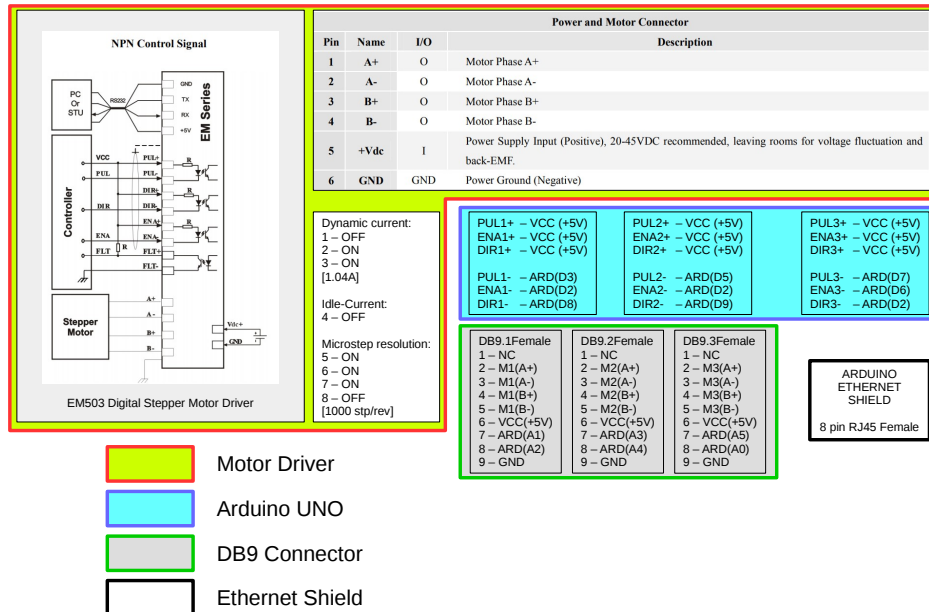 NPN Control Signal
PC
Or
STU
RS232
GND
TX
RX
+5V
EM Series
Controller
VCC
PUL+
R
PUL
PUL-
DIR+
R
DIR
DIR-
ENA+
R
ENA
ENA-
FLT
R
FLT+
FLT-
Stepper
Motor
A+
A -
B+
B-
Vdc+
GND
EM503 Digital Stepper Motor Driver
Power and Motor Connector
Pin Name I/O Description
1 A+ O Motor Phase A+
2 A- O Motor Phase A-
3 B+ O Motor Phase B+
4 B- O Motor Phase B-
5 +Vdc I Power Supply Input (Positive), 20-45VDC recommended, leaving rooms for voltage fluctuation and
back-EMF.
6 GND GND Power Ground (Negative)
Dynamic current:
1 – OFF
2 – ON
3 – ON
[1.04A]
Idle-Current:
4 – OFF
Microstep resolution:
5 – ON
6 – ON
7 – ON
8 – OFF
[1000 stp/rev]
PUL1+ – VCC (+5V)
ENA1+ – VCC (+5V)
DIR1+ – VCC (+5V)
PUL1- – ARD(D3)
ENA1- – ARD(D2)
DIR1- – ARD(D8)
PUL2+ – VCC (+5V)
ENA2+ – VCC (+5V)
DIR2+ – VCC (+5V)
PUL2- – ARD(D5)
ENA2- – ARD(D2)
DIR2- – ARD(D9)
PUL3+ – VCC (+5V)
ENA3+ – VCC (+5V)
DIR3+ – VCC (+5V)
PUL3- – ARD(D7)
ENA3- – ARD(D6)
DIR3- – ARD(D2)
DB9.1Female
1 – NC
2 – M1(A+)
3 – M1(A-)
4 – M1(B+)
5 – M1(B-)
6 – VCC(+5V)
7 – ARD(A1)
8 – ARD(A2)
9 – GND
DB9.2Female
1 – NC
2 – M2(A+)
3 – M2(A-)
4 – M2(B+)
5 – M2(B-)
6 – VCC(+5V)
7 – ARD(A3)
8 – ARD(A4)
9 – GND
DB9.3Female
1 – NC
2 – M3(A+)
3 – M3(A-)
4 – M3(B+)
5 – M3(B-)
6 – VCC(+5V)
7 – ARD(A5)
8 – ARD(A0)
9 – GND
ARDUINO
ETHERNET
SHIELD
8 pin RJ45 Female
Motor Driver
Arduino UNO
DB9 Connector
Ethernet Shield